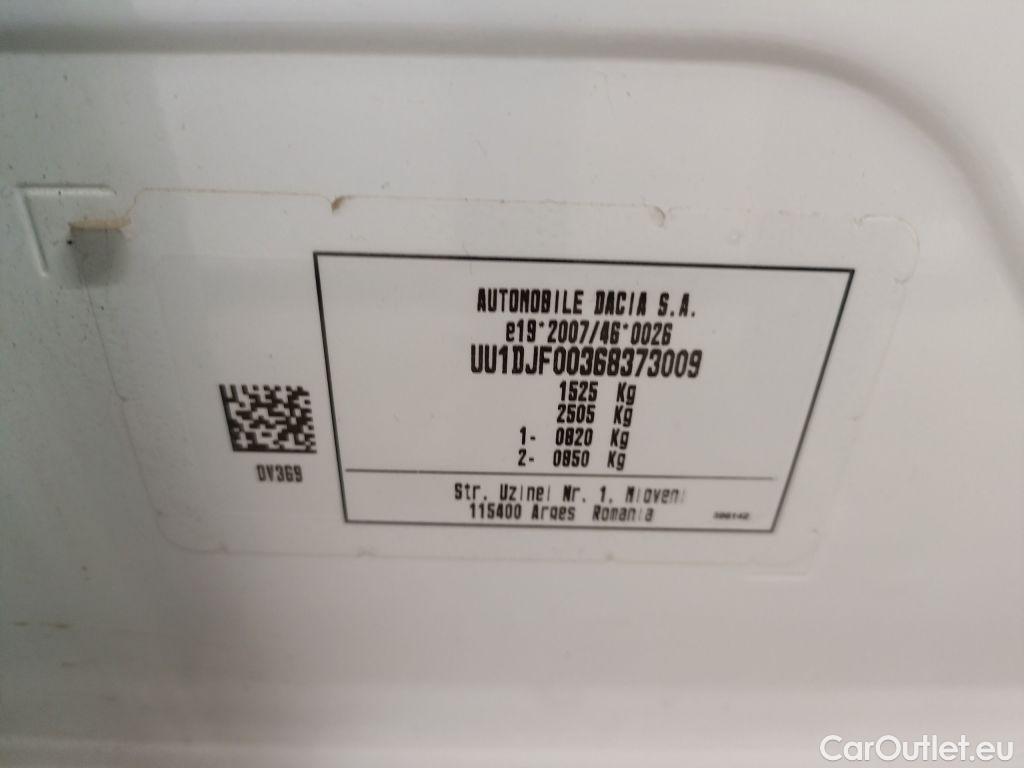 AUTOMOBILE DACIA S.A.
e19*2007/46*0026
UU1DJF00368373009
1525 Kg
2505 Kg
1- 0820 Kg
2- 0850 Kg
DV369
Str. Uzinei Nr. 1. Mioveni
115400 Arges Romania
CarOutlet.eu